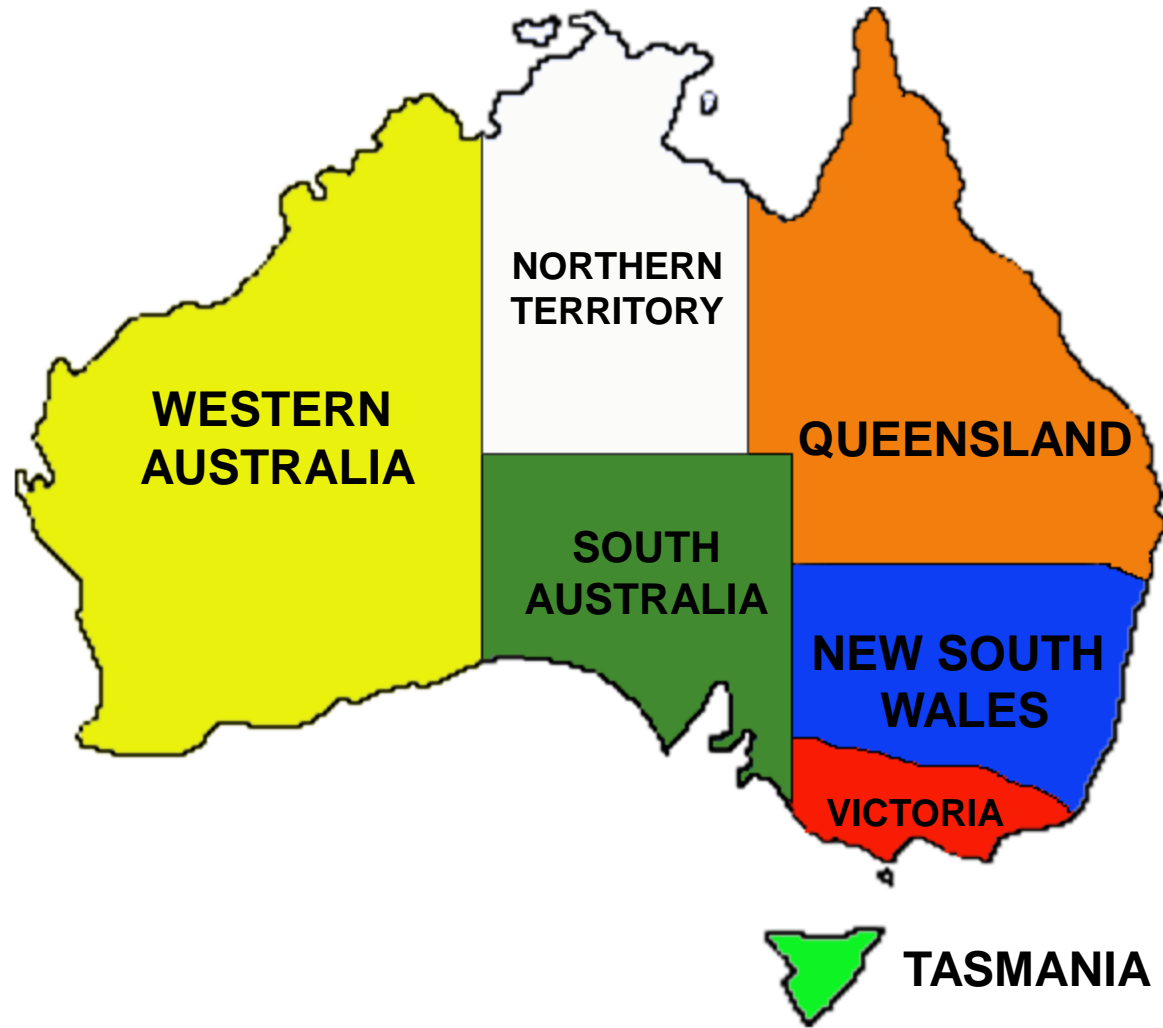 NORTHERN
TERRITORY
WESTERN
AUSTRALIA
QUEENSLAND
SOUTH
AUSTRALIA
NEW SOUTH
WALES
VICTORIA
TASMANIA